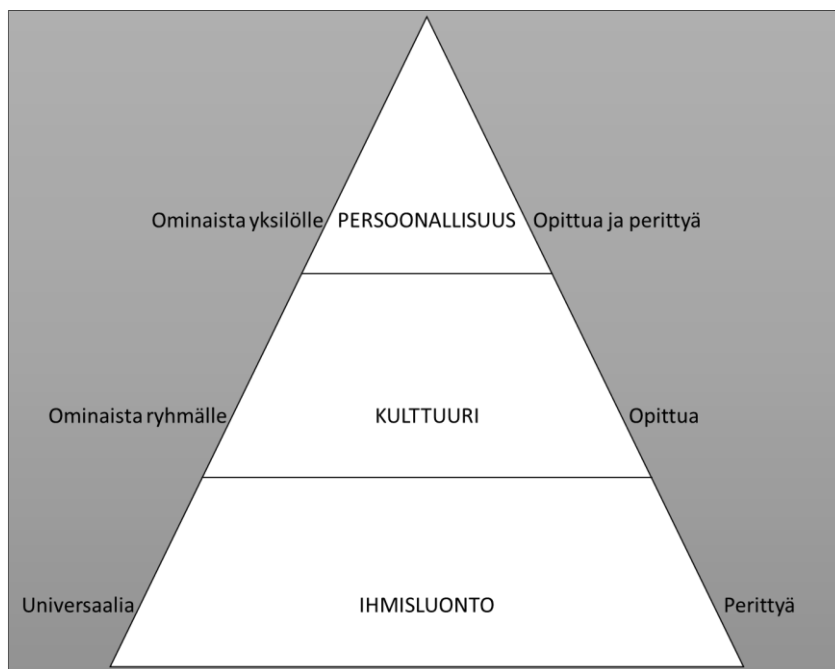 Ominaista yksilölle PERSOONALLISUUS Opittua ja perittyä
Ominaista ryhmälle KULTTUURI Opittua
Universaalia IHMISLUONTO Perittyä